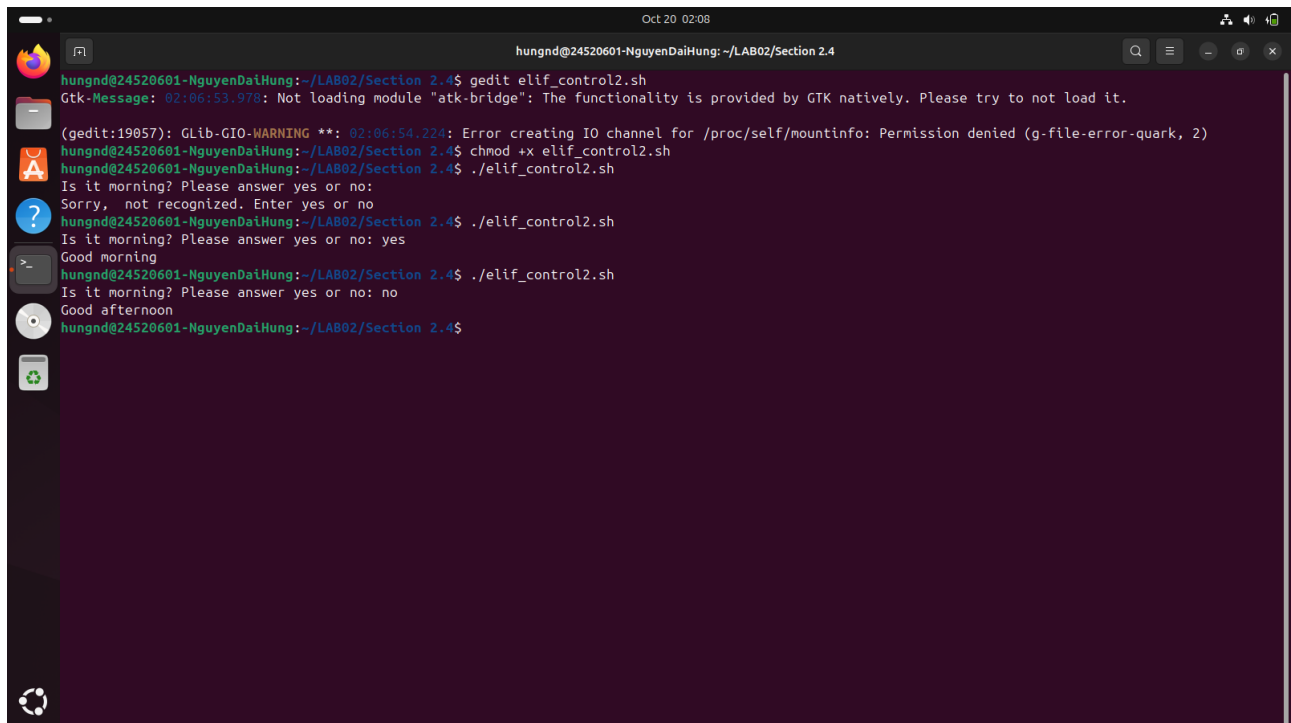 Oct 20 02:08
hungnd@24520601-NguyenDaiHung: ~/LAB02/Section 2.4
hungnd@24520601-NguyenDaiHung:~/LAB02/Section 2.4$ gedit elif_control2.sh
Gtk-Message: 02:06:53.978: Not loading module "atk-bridge": The functionality is provided by GTK natively. Please try to not load it.
(gedit:19057): GLib-GIO-WARNING **: 02:06:54.224: Error creating IO channel for /proc/self/mountinfo: Permission denied (g-file-error-quark, 2)
hungnd@24520601-NguyenDaiHung:~/LAB02/Section 2.4$ chmod +x elif_control2.sh
hungnd@24520601-NguyenDaiHung:~/LAB02/Section 2.4$ ./elif_control2.sh
Is it morning? Please answer yes or no:
Sorry,  not recognized. Enter yes or no
hungnd@24520601-NguyenDaiHung:~/LAB02/Section 2.4$ ./elif_control2.sh
Is it morning? Please answer yes or no: yes
Good morning
hungnd@24520601-NguyenDaiHung:~/LAB02/Section 2.4$ ./elif_control2.sh
Is it morning? Please answer yes or no: no
Good afternoon
hungnd@24520601-NguyenDaiHung:~/LAB02/Section 2.4$